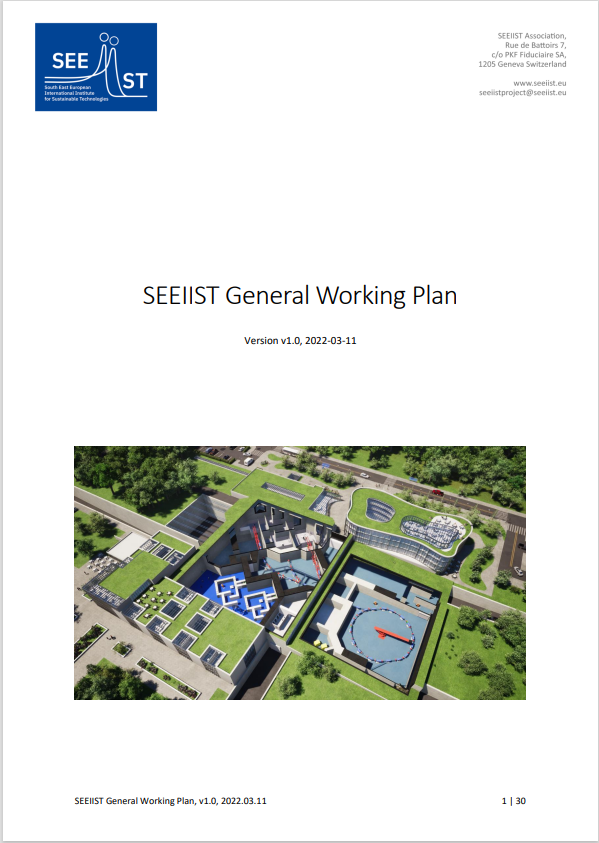 SEE
ST
South East European
International Institute
for Sustainable Technologies
SEEIIST Association,
Rue de Battoirs 7,
c/o PKF Fiduciaire SA,
1205 Geneva Switzerland
www.seeiist.eu
seeiistproject@seeiist.eu
SEEIIST General Working Plan
Version v1.0, 2022-03-11
SEEIIST General Working Plan, v1.0, 2022.03.11
1 | 30